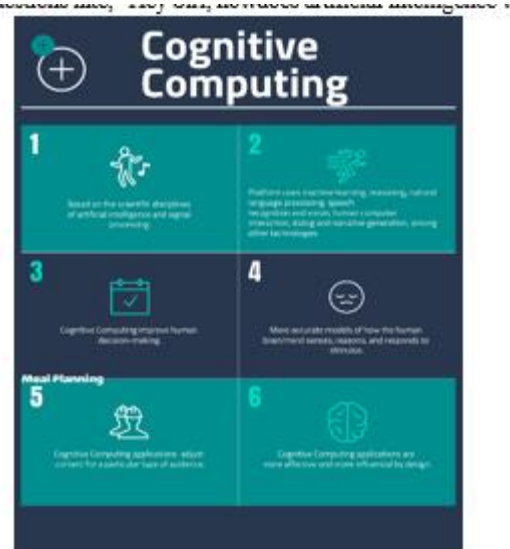 Cognitive
Computing
1
Based on the scientific disciplines
of artificial intelligence and signal
processing.
2
Platform uses machine learning, reasoning, natural
language processing, speech
recognition and vision, human computer
interaction, dialog and narrative generation, among
other technologies
3
Cognitive Computing improve human
decision-making.
4
More accurate models of how the human
brain/mind senses, reasons, and responds to
stimulus.
Meal Planning
5
Cognitive Computing applications adjust
content for a particular type of audience.
6
Cognitive Computing applications are
more affective and more influential by design.